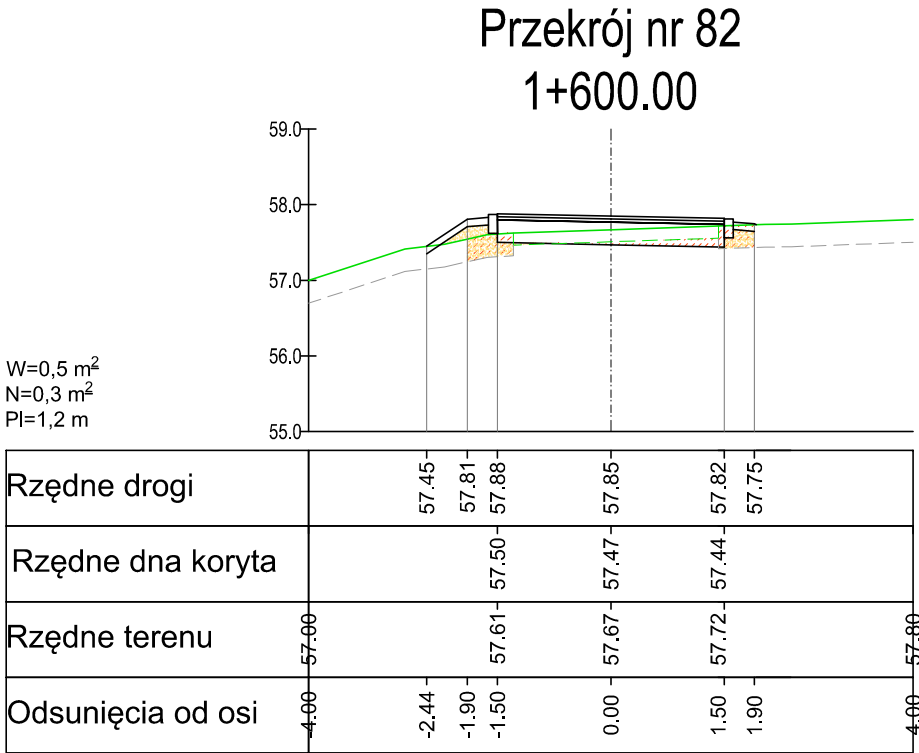 Przekrój nr 82
1+600.00
59.0
58.0
57.0
56.0
55.0
W=0,5 m²
N=0,3 m²
Pl=1,2 m
Rzędne drogi 57.45 57.81 57.88 57.85 57.82 57.75
Rzędne dna koryta 57.50 57.47 57.44
Rzędne terenu 57.00 57.61 57.67 57.72 57.80
Odsunięcia od osi -4.00 -2.44 -1.90 -1.50 0.00 1.50 1.90 4.00